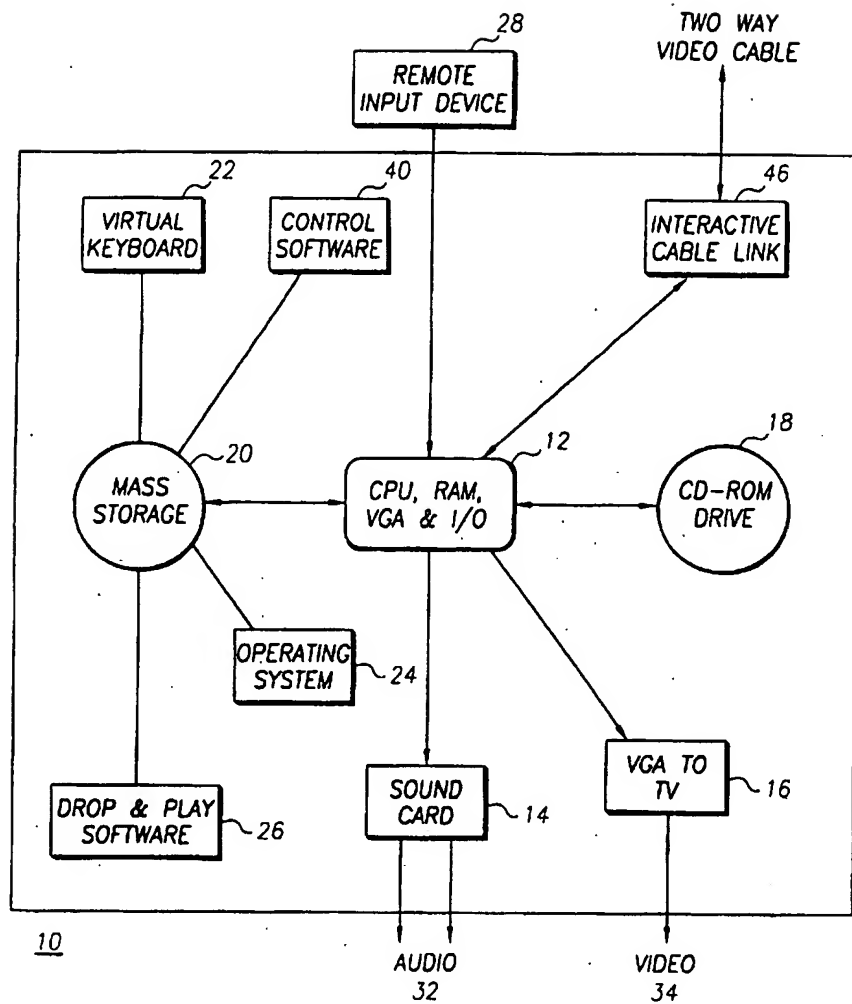 28
TWO WAY
VIDEO CABLE
REMOTE
INPUT DEVICE
22
40
46
VIRTUAL
KEYBOARD
CONTROL
SOFTWARE
INTERACTIVE
CABLE LINK
20
12
18
MASS
STORAGE
CPU, RAM,
VGA & I/O
CD-ROM
DRIVE
OPERATING
SYSTEM
24
DROP & PLAY
SOFTWARE
26
SOUND
CARD
14
VGA TO
TV
16
10
AUDIO
32
VIDEO
34